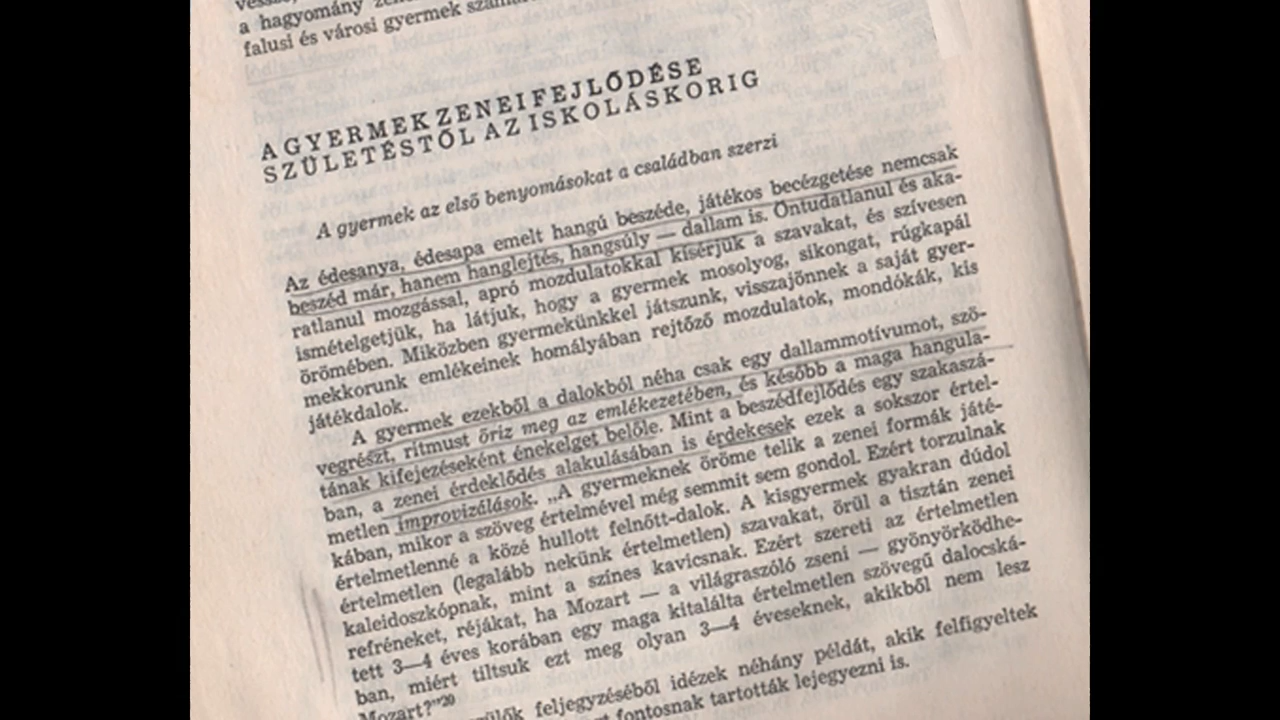 a hagyomány
falusi és városi gyermek
A GYERMEK ZENEI FEJLŐDÉSE
SZÜLETÉSTŐL AZ ISKOLÁSKORIG
A gyermek az első benyomásokat a családban szerzi
Az édesanya, édesapa emelt hangú beszéde, játékos becézgetése nemcsak
beszéd már, hanem hanglejtés, hangsúly — dallam is. Öntudatlanul és aka-
ratlanul mozgással, apró mozdulatokkal kísérjük a szavakat, és szívesen
ismételgetjük, ha látjuk, hogy a gyermek mosolyog, sikongat, rúgkapál
örömében. Miközben gyermekünkkel játszunk, visszajönnek a saját gyer-
mekkorunk emlékeinek homályában rejtőző mozdulatok, mondókák, kis
játékdalok.
A gyermek ezekből a dalokból néha csak egy dallammotívumot, szö-
vegrészt, ritmust őriz meg az emlékezetében, és később a maga hangula-
tának kifejezéseként énekelget belőle. Mint a beszédfejlődés egy szakaszá-
ban, a zenei érdeklődés alakulásában is érdekesek ezek a sokszor értel-
metlen improvizálások. „A gyermeknek öröme telik a zenei formák játé-
kában, mikor a szöveg értelmével még semmit sem gondol. Ezért torzulnak
értelmetlenné a közé hullott felnőtt-dalok. A kisgyermek gyakran dúdol
értelmetlen (legalább nekünk értelmetlen) szavakat, örül a tisztán zenei
kaleidoszkópnak, mint a színes kavicsnak. Ezért szereti az értelmetlen
refréneket, réjákat, ha Mozart — a világraszóló zseni — gyönyörködhe-
tett 3—4 éves korában egy maga kitalálta értelmetlen szövegű dalocská-
ban, miért tiltsuk ezt meg olyan 3—4 éveseknek, akikből nem lesz
Mozart?"²⁰
feljegyzéséből idézek néhány példát, akik felfigyeltek
fontosnak tartották lejegyezni is.